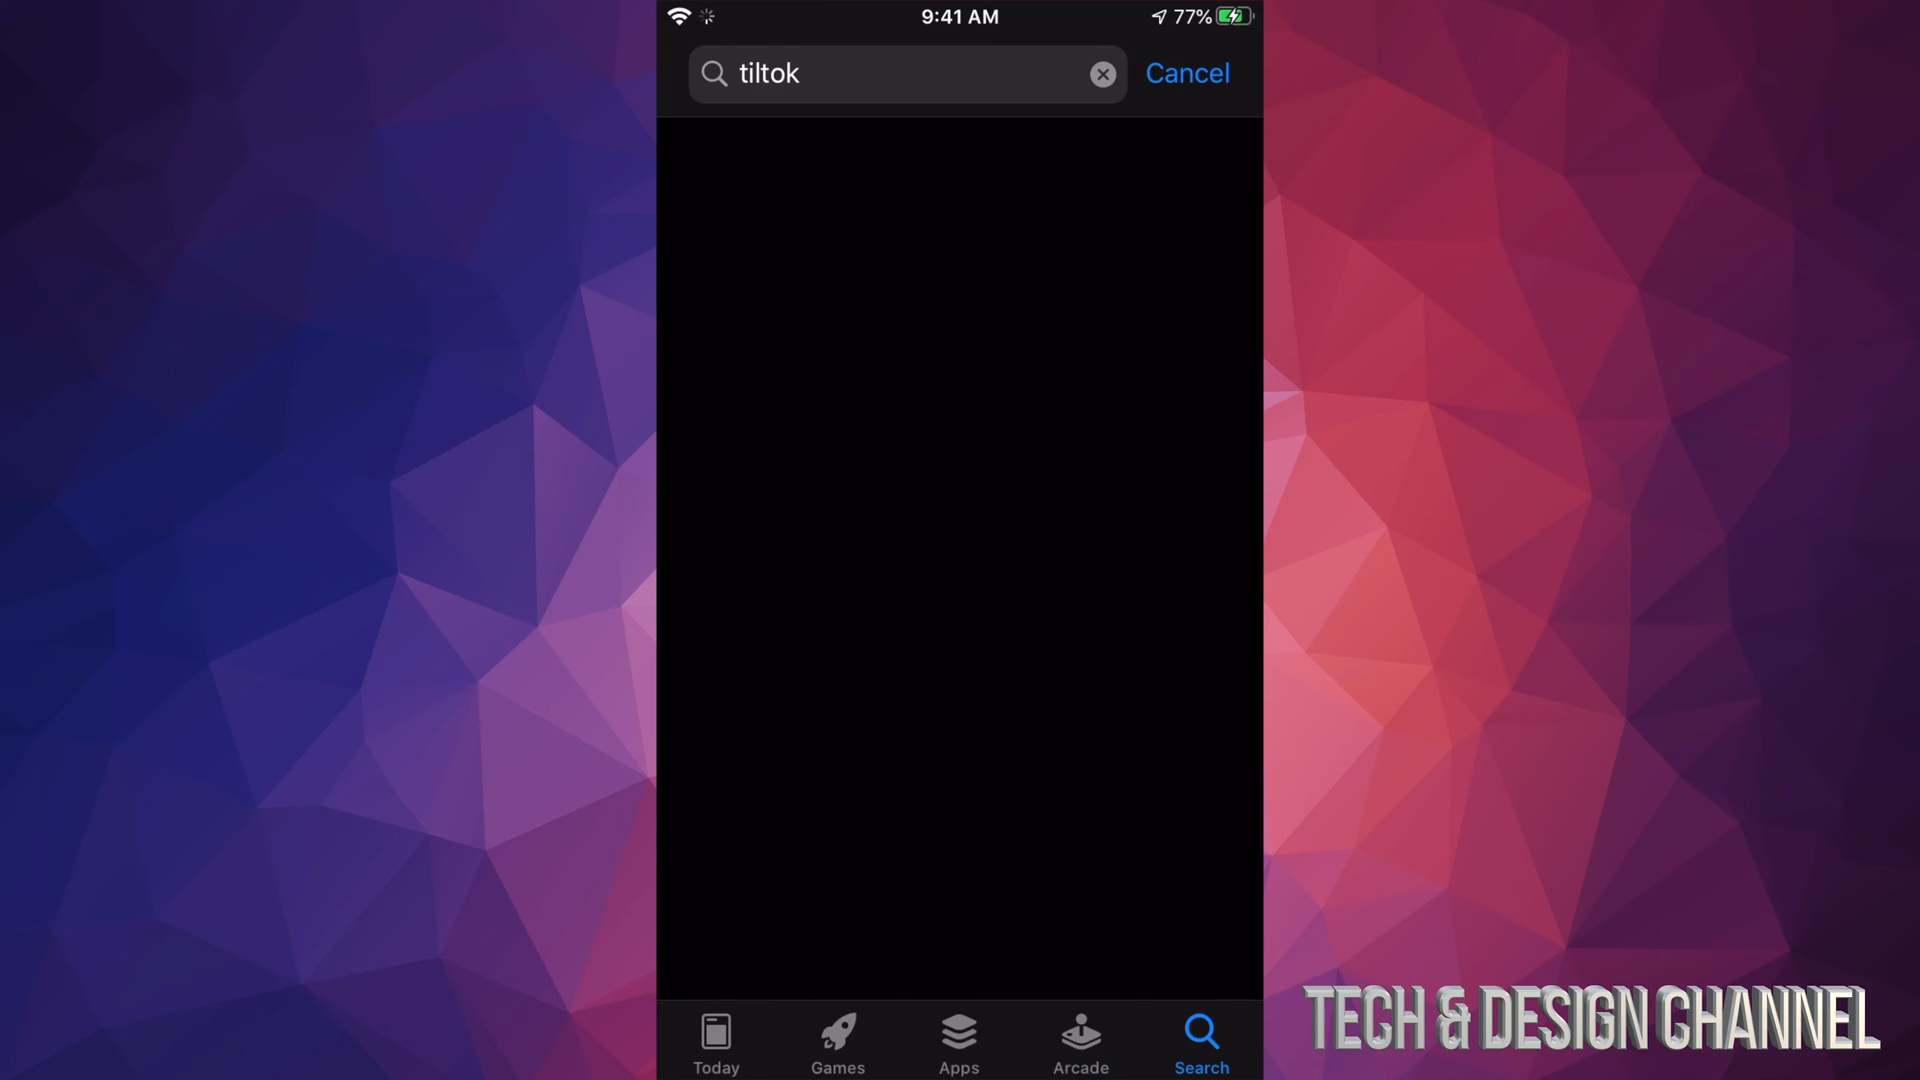 9:41 AM
77%
tiltok
Cancel
Today
Games
Apps
Arcade
Search
TECH & DESIGN CHANNEL